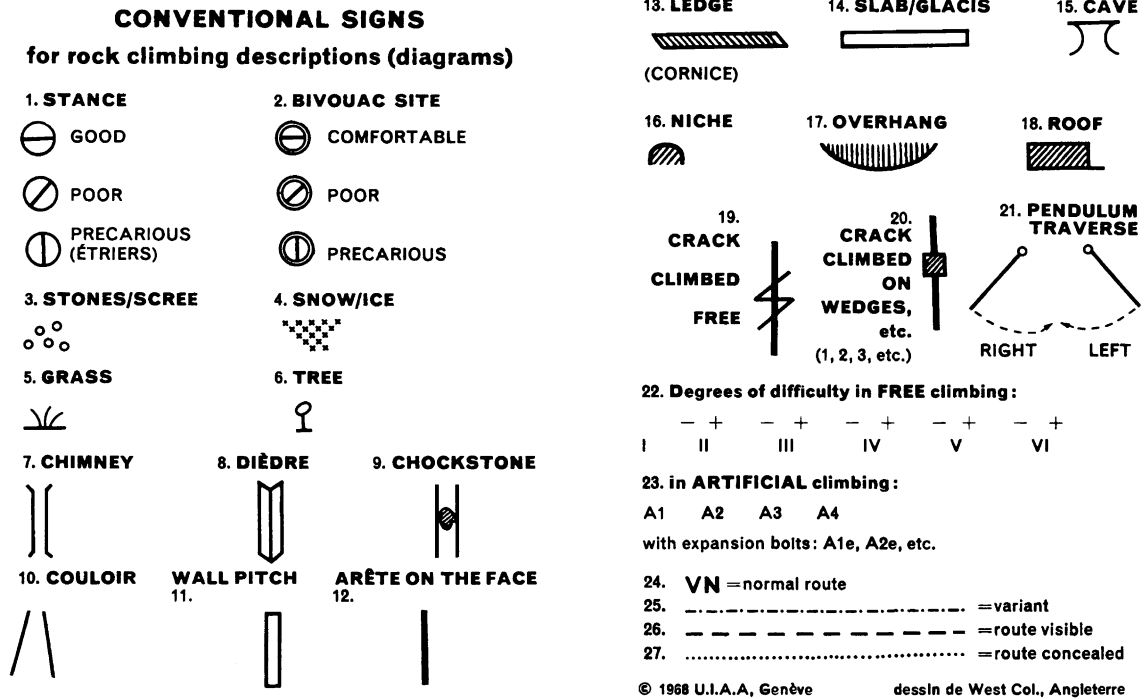 CONVENTIONAL SIGNS
for rock climbing descriptions (diagrams)
1. STANCE
GOOD
POOR
PRECARIOUS
(ÉTRIERS)
2. BIVOUAC SITE
COMFORTABLE
POOR
PRECARIOUS
3. STONES/SCREE
4. SNOW/ICE
5. GRASS
6. TREE
7. CHIMNEY
8. DIÈDRE
9. CHOCKSTONE
10. COULOIR
WALL PITCH
11.
ARÊTE ON THE FACE
12.
13. LEDGE
(CORNICE)
14. SLAB/GLACIS
15. CAVE
16. NICHE
17. OVERHANG
18. ROOF
19.
CRACK
CLIMBED
FREE
20.
CRACK
CLIMBED
ON
WEDGES,
etc.
(1, 2, 3, etc.)
21. PENDULUM
TRAVERSE
RIGHT LEFT
22. Degrees of difficulty in FREE climbing:
− + − + − + − + − +
I II III IV V VI
23. in ARTIFICIAL climbing:
A1 A2 A3 A4
with expansion bolts: A1e, A2e, etc.
24. VN = normal route
25. = variant
26. = route visible
27. = route concealed
© 1968 U.I.A.A, Genève dessin de West Col., Angleterre